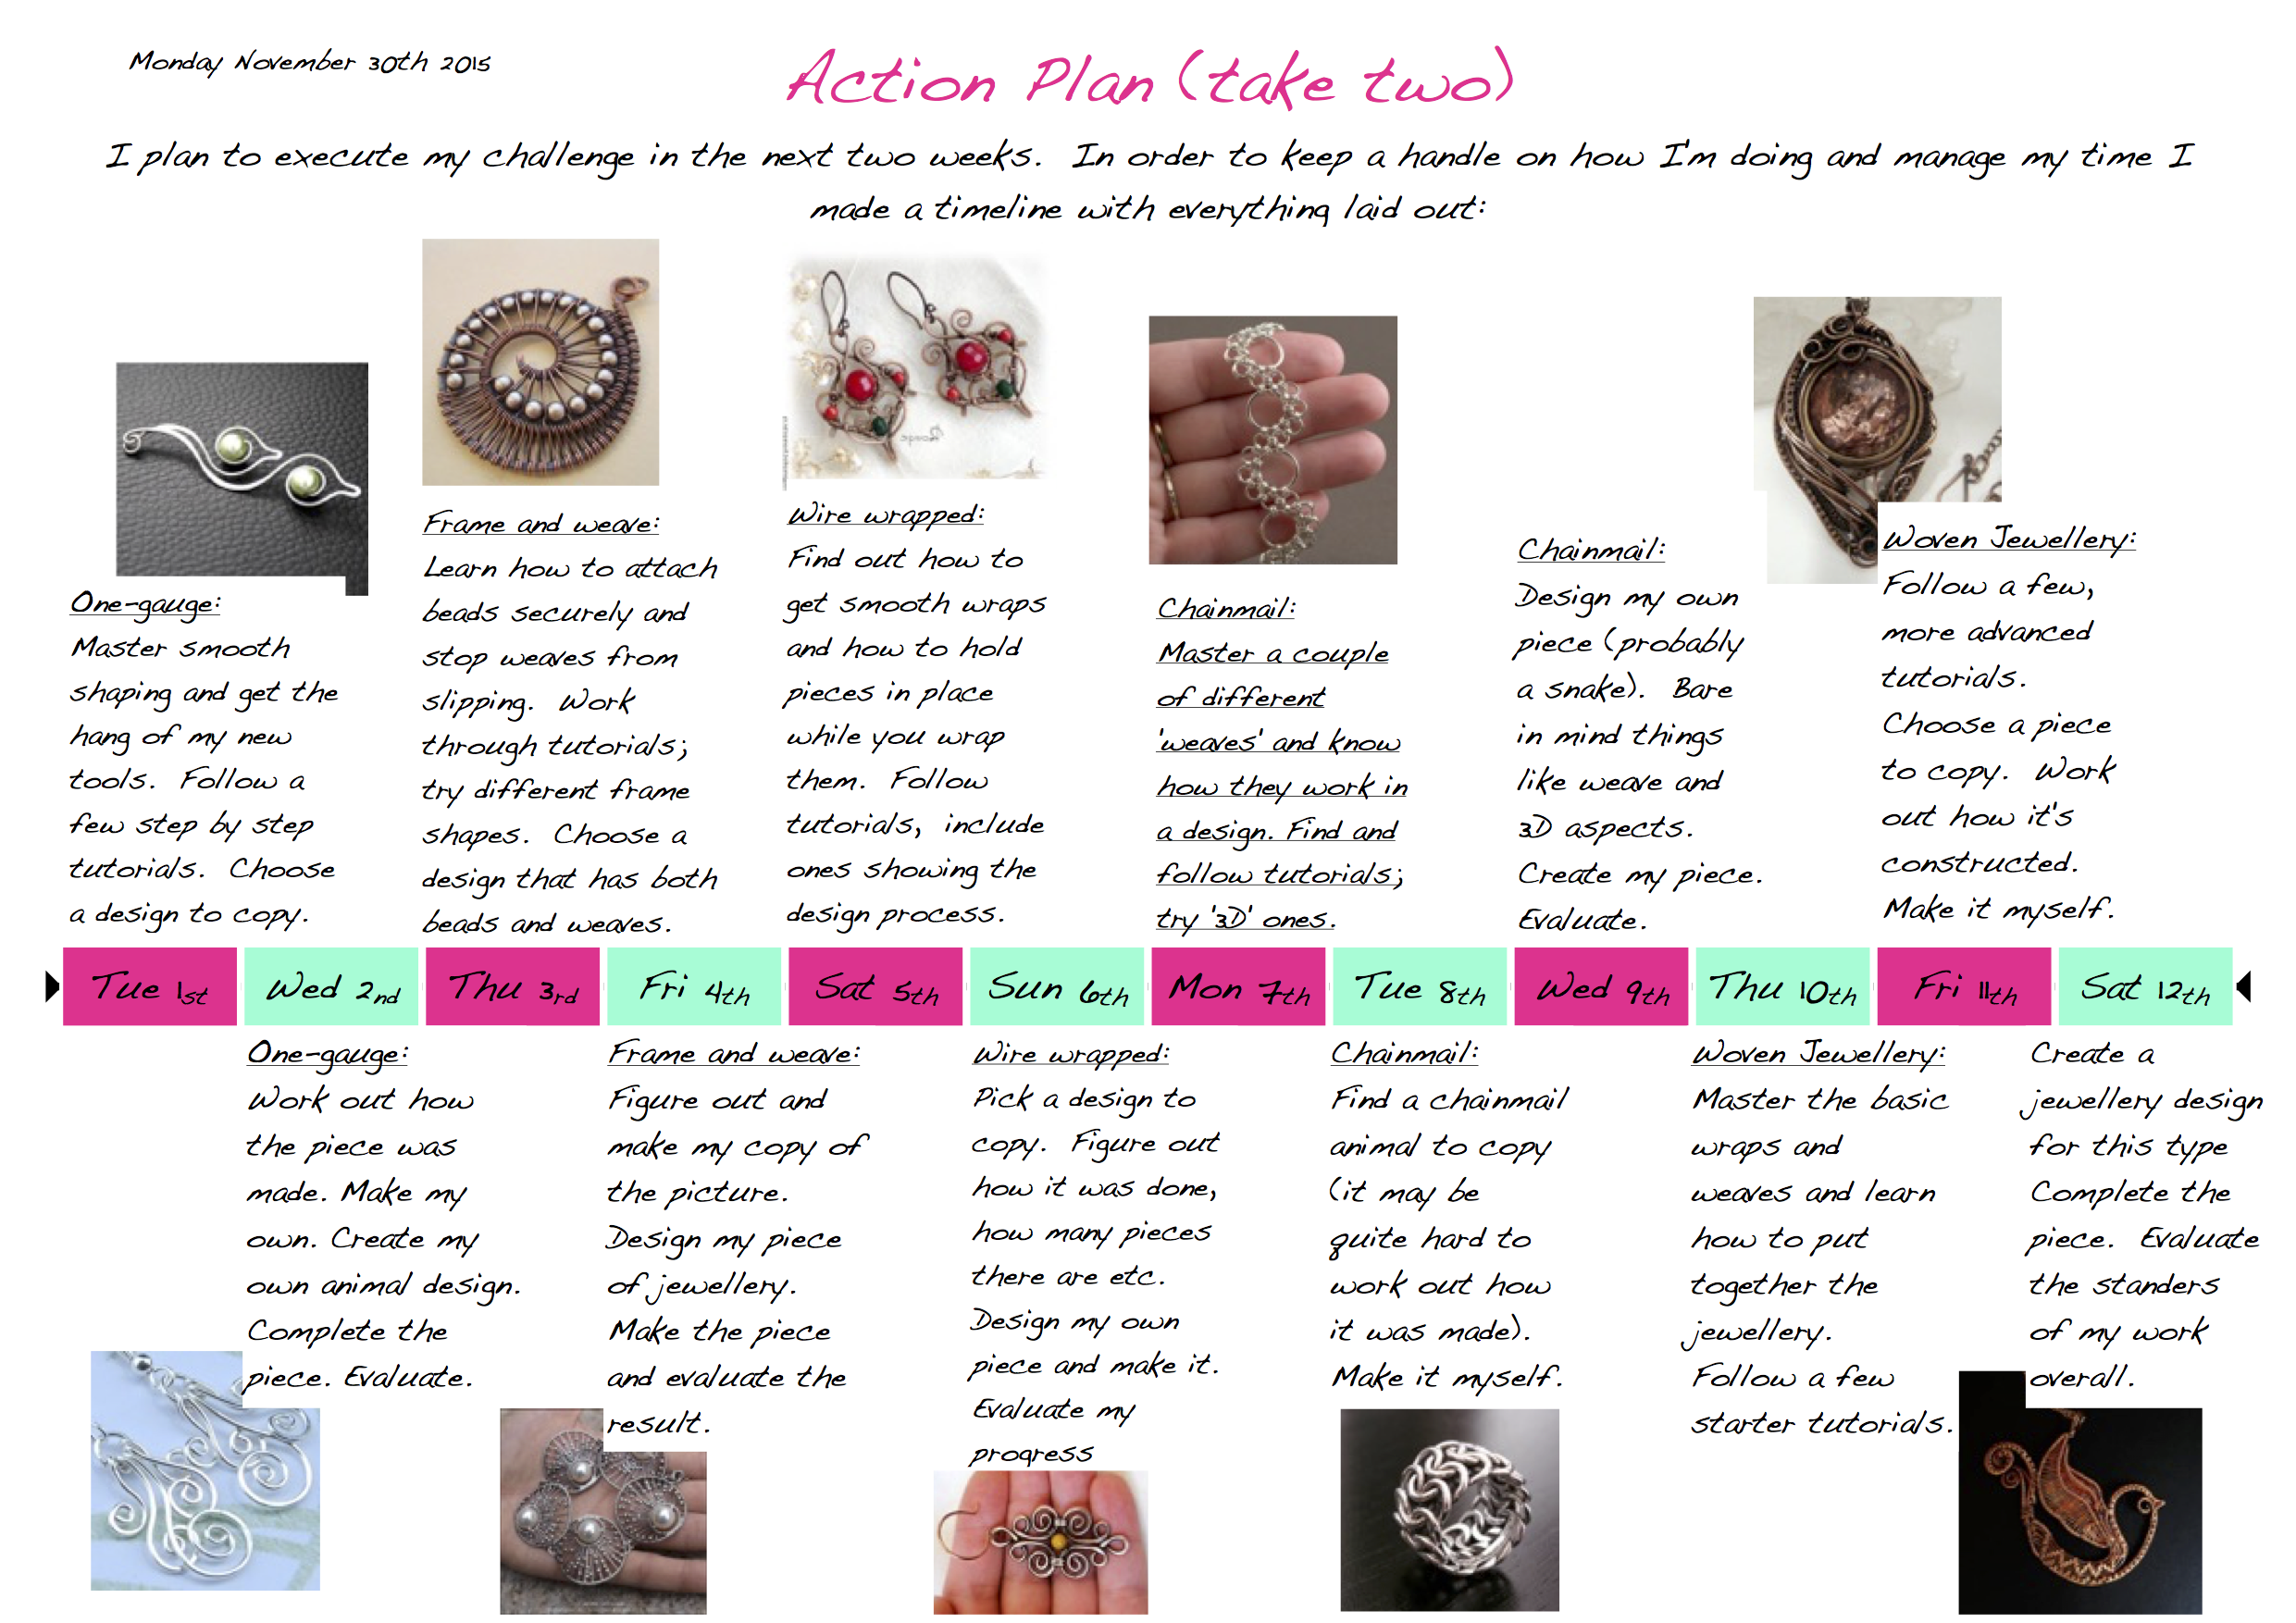 Monday November 30th 2015
Action Plan (take two)
I plan to execute my challenge in the next two weeks. In order to keep a handle on how I'm doing and manage my time I
made a timeline with everything laid out:
One-gauge:
Master smooth
shaping and get the
hang of my new
tools. Follow a
few step by step
tutorials. Choose
a design to copy.
Frame and weave:
Learn how to attach
beads securely and
stop weaves from
slipping. Work
through tutorials;
try different frame
shapes. Choose a
design that has both
beads and weaves.
Wire wrapped:
Find out how to
get smooth wraps
and how to hold
pieces in place
while you wrap
them. Follow
tutorials, include
ones showing the
design process.
Chainmail:
Master a couple
of different
'weaves' and know
how they work in
a design. Find and
follow tutorials;
try '3D' ones.
Chainmail:
Design my own
piece (probably
a snake). Bare
in mind things
like weave and
3D aspects.
Create my piece.
Evaluate.
Woven Jewellery:
Follow a few,
more advanced
tutorials.
Choose a piece
to copy. Work
out how it's
constructed.
Make it myself.
Tue 1st Wed 2nd Thu 3rd Fri 4th Sat 5th Sun 6th Mon 7th Tue 8th Wed 9th Thu 10th Fri 11th Sat 12th
One-gauge:
Work out how
the piece was
made. Make my
own. Create my
own animal design.
Complete the
piece. Evaluate.
Frame and weave:
Figure out and
make my copy of
the picture.
Design my piece
of jewellery.
Make the piece
and evaluate the
result.
Wire wrapped:
Pick a design to
copy. Figure out
how it was done,
how many pieces
there are etc.
Design my own
piece and make it.
Evaluate my
progress
Chainmail:
Find a chainmail
animal to copy
(it may be
quite hard to
work out how
it was made).
Make it myself.
Woven Jewellery:
Master the basic
wraps and
weaves and learn
how to put
together the
jewellery.
Follow a few
starter tutorials.
Create a
jewellery design
for this type
Complete the
piece. Evaluate
the standers
of my work
overall.